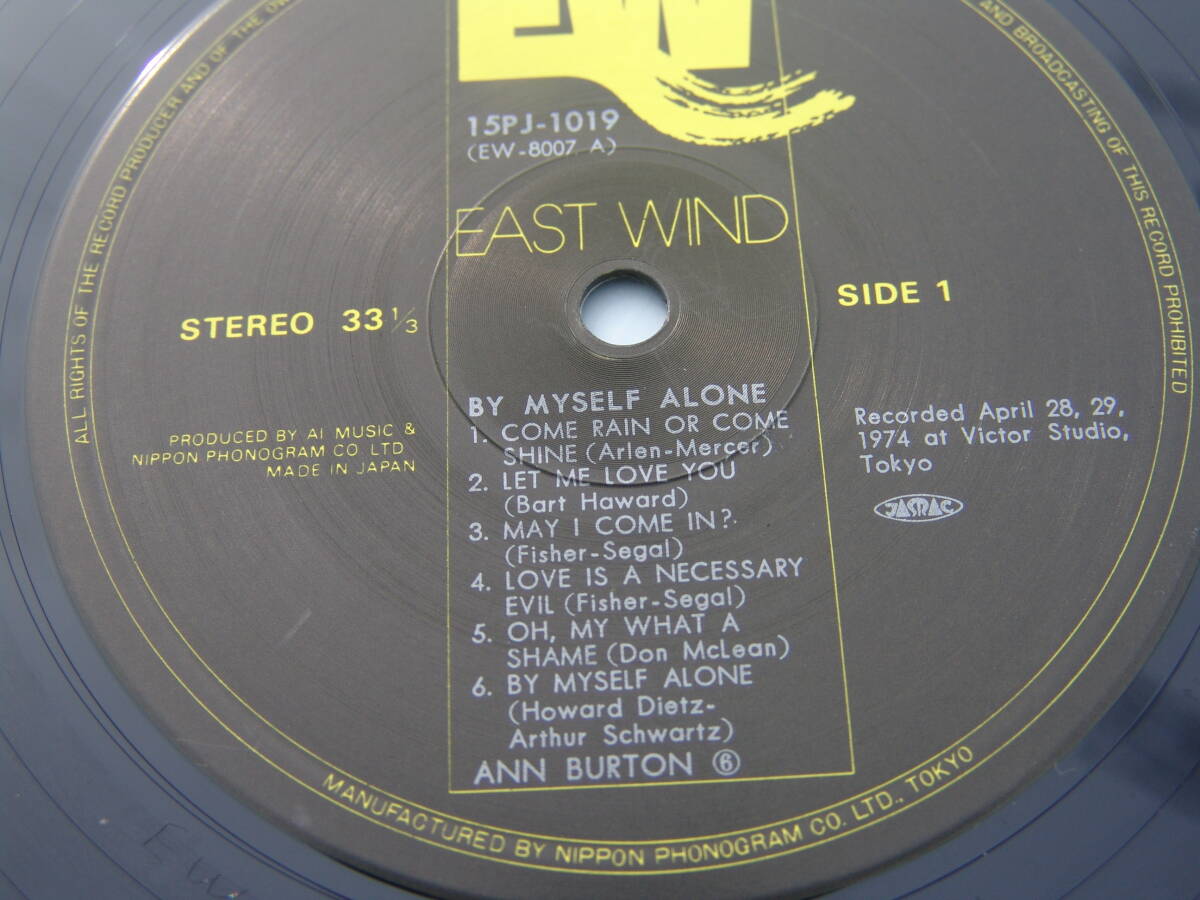 EW
15PJ-1019
(EW-8007 A)
EAST WIND
STEREO 33 1/3
SIDE 1
PRODUCED BY AI MUSIC &
NIPPON PHONOGRAM CO. LTD
MADE IN JAPAN
BY MYSELF ALONE
1. COME RAIN OR COME
SHINE (Arlen-Mercer)
2. LET ME LOVE YOU
(Bart Haward)
3. MAY I COME IN?
(Fisher-Segal)
4. LOVE IS A NECESSARY
EVIL (Fisher-Segal)
5. OH, MY WHAT A
SHAME (Don McLean)
6. BY MYSELF ALONE
(Howard Dietz-
Arthur Schwartz)
ANN BURTON ⑥
Recorded April 28, 29,
1974 at Victor Studio,
Tokyo
JASRAC
ALL RIGHTS OF THE RECORD PRODUCER AND OF THE
AND BROADCASTING OF THIS RECORD PROHIBITED
MANUFACTURED BY NIPPON PHONOGRAM CO. LTD., TOKYO